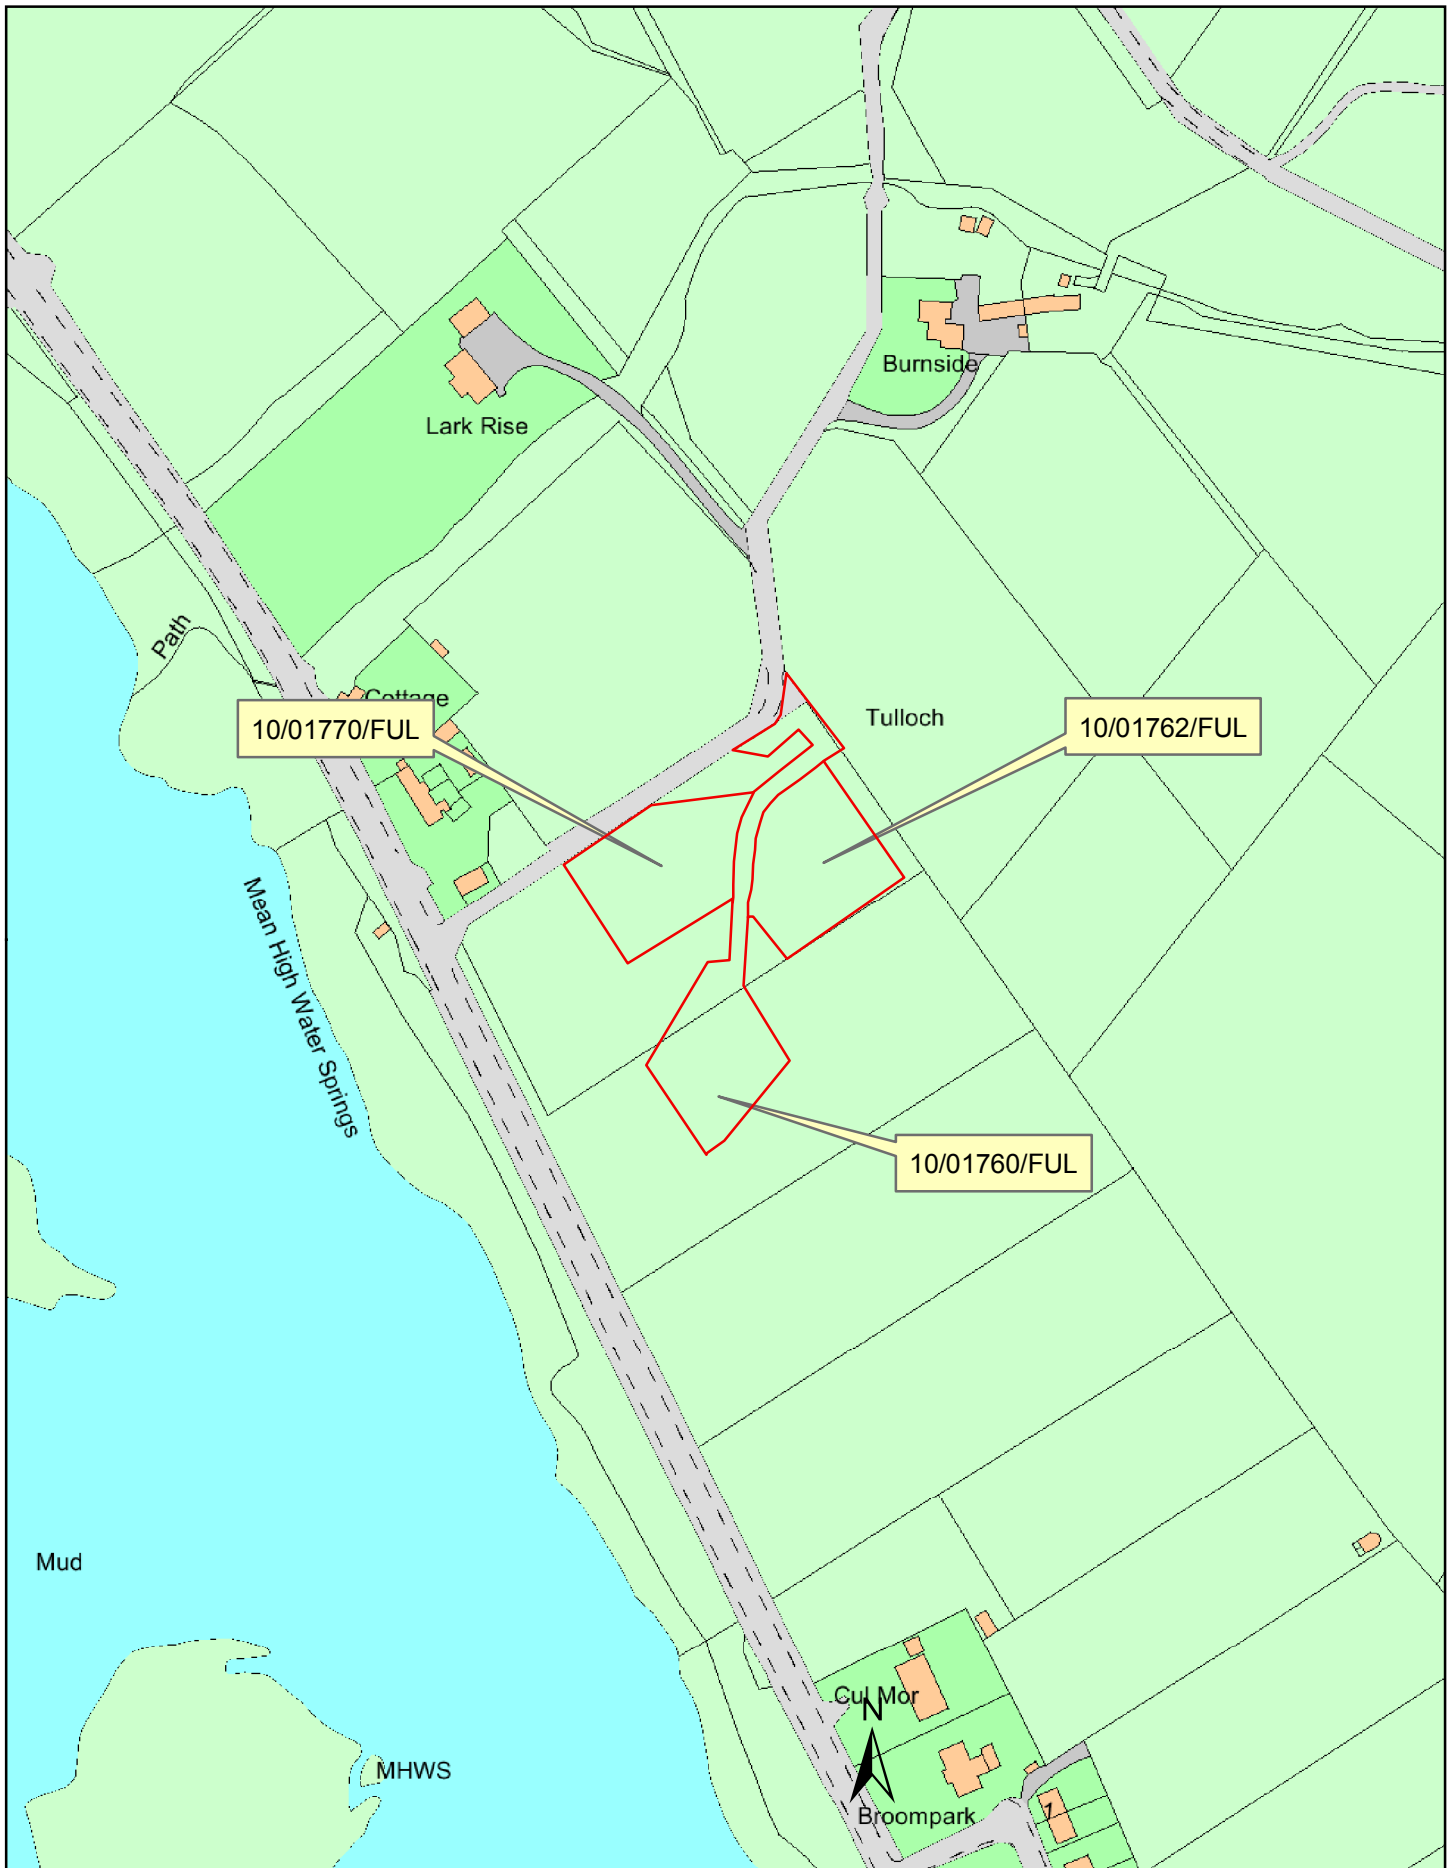 Burnside
Lark Rise
Path
Cottage
10/01770/FUL
Tulloch
10/01762/FUL
Mean High Water Springs
10/01760/FUL
Mud
Cul Mor
N
MHWS
Broompark
1